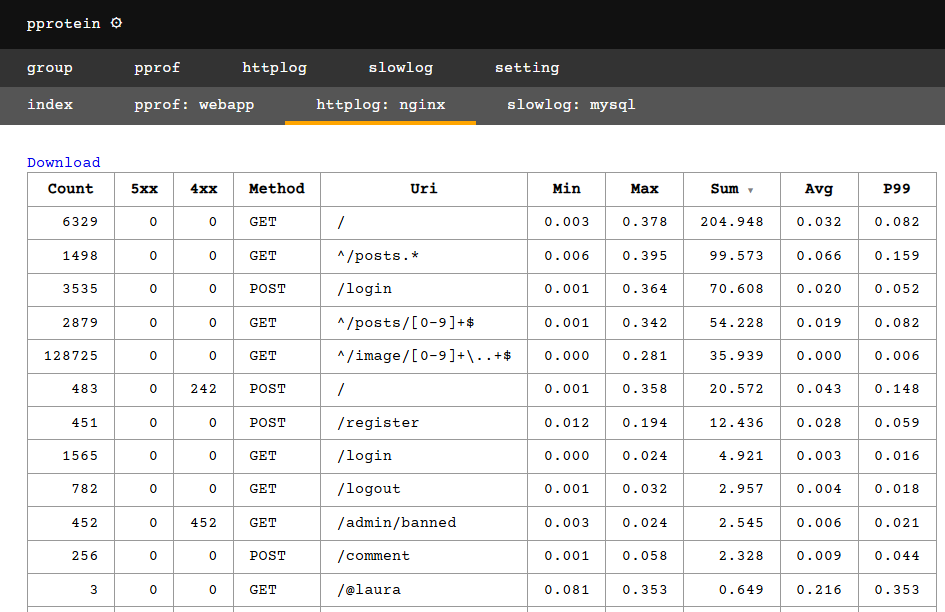 pprotein ⚙
group pprof httplog slowlog setting
index pprof: webapp httplog: nginx slowlog: mysql
Download
Count 5xx 4xx Method Uri Min Max Sum ▼ Avg P99
6329 0 0 GET / 0.003 0.378 204.948 0.032 0.082
1498 0 0 GET ^/posts.* 0.006 0.395 99.573 0.066 0.159
3535 0 0 POST /login 0.001 0.364 70.608 0.020 0.052
2879 0 0 GET ^/posts/[0-9]+$ 0.001 0.342 54.228 0.019 0.082
128725 0 0 GET ^/image/[0-9]+\..+$ 0.000 0.281 35.939 0.000 0.006
483 0 242 POST / 0.001 0.358 20.572 0.043 0.148
451 0 0 POST /register 0.012 0.194 12.436 0.028 0.059
1565 0 0 GET /login 0.000 0.024 4.921 0.003 0.016
782 0 0 GET /logout 0.001 0.032 2.957 0.004 0.018
452 0 452 GET /admin/banned 0.003 0.024 2.545 0.006 0.021
256 0 0 POST /comment 0.001 0.058 2.328 0.009 0.044
3 0 0 GET /@laura 0.081 0.353 0.649 0.216 0.353